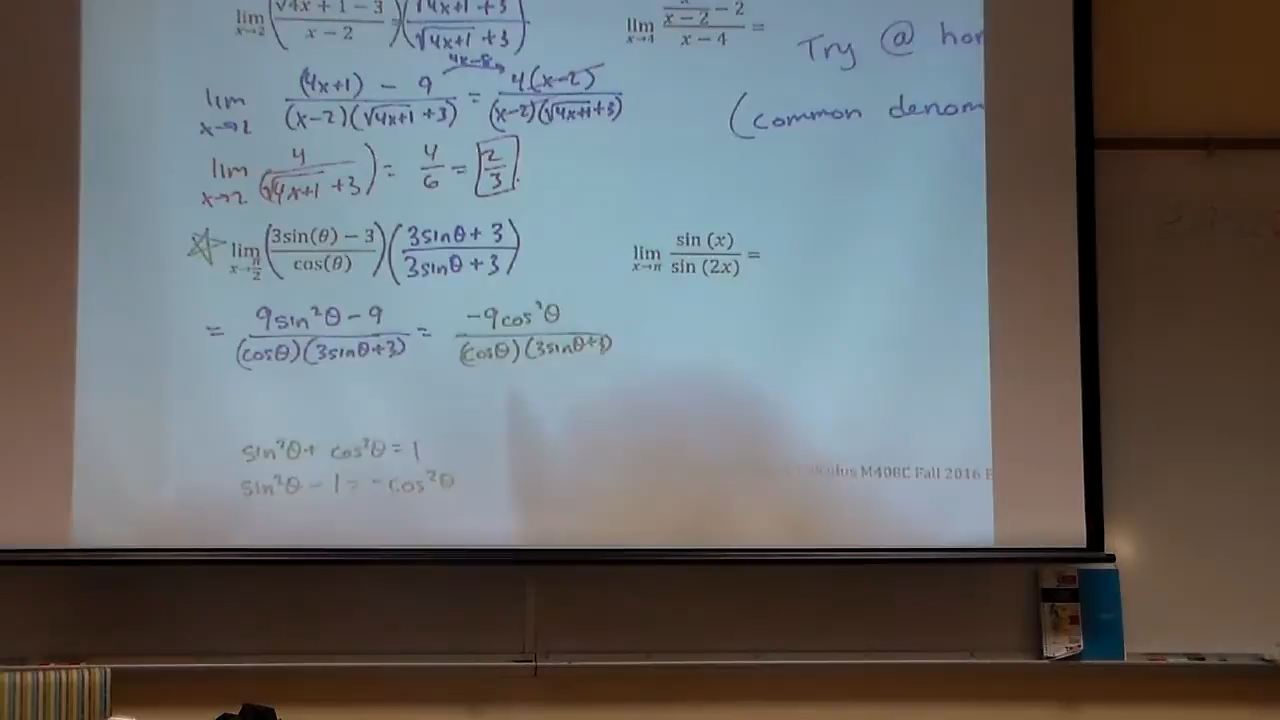 lim x→2 (√4x + 1 − 3 / x − 2) (√4x+1 + 3 / √4x+1 + 3)
lim x→4 x / x − 2 − 2 / x − 4 =
Try @ hom
(common denom
4x−8
lim x→2 (4x+1) − 9 / (x−2)(√4x+1 + 3) = 4(x−2) / (x−2)(√4x+1+3)
lim x→2 4 / (√4x+1 + 3) = 4/6 = 2/3.
lim x→π/2 (3sin(θ) − 3 / cos(θ)) (3sinθ + 3 / 3sinθ + 3)
lim x→π sin (x) / sin (2x) =
= 9sin²θ − 9 / (cosθ)(3sinθ+3) = −9cos²θ / (cosθ)(3sinθ+3)
sin²θ + cos²θ = 1
sin²θ − 1 = −cos²θ
M408C Fall 2016